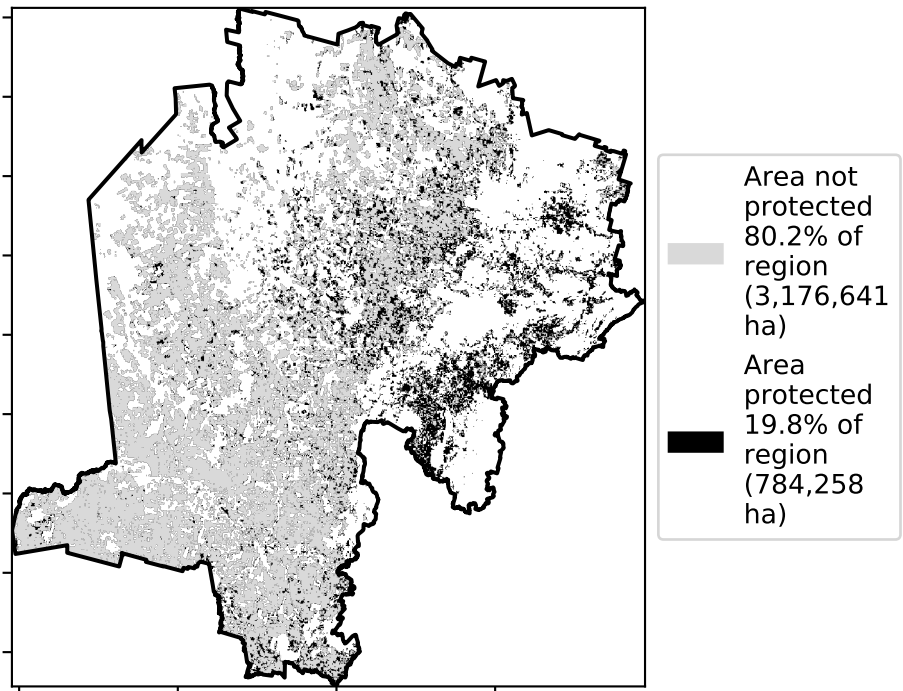 Area not
protected
80.2% of
region
(3,176,641
ha)
Area
protected
19.8% of
region
(784,258
ha)